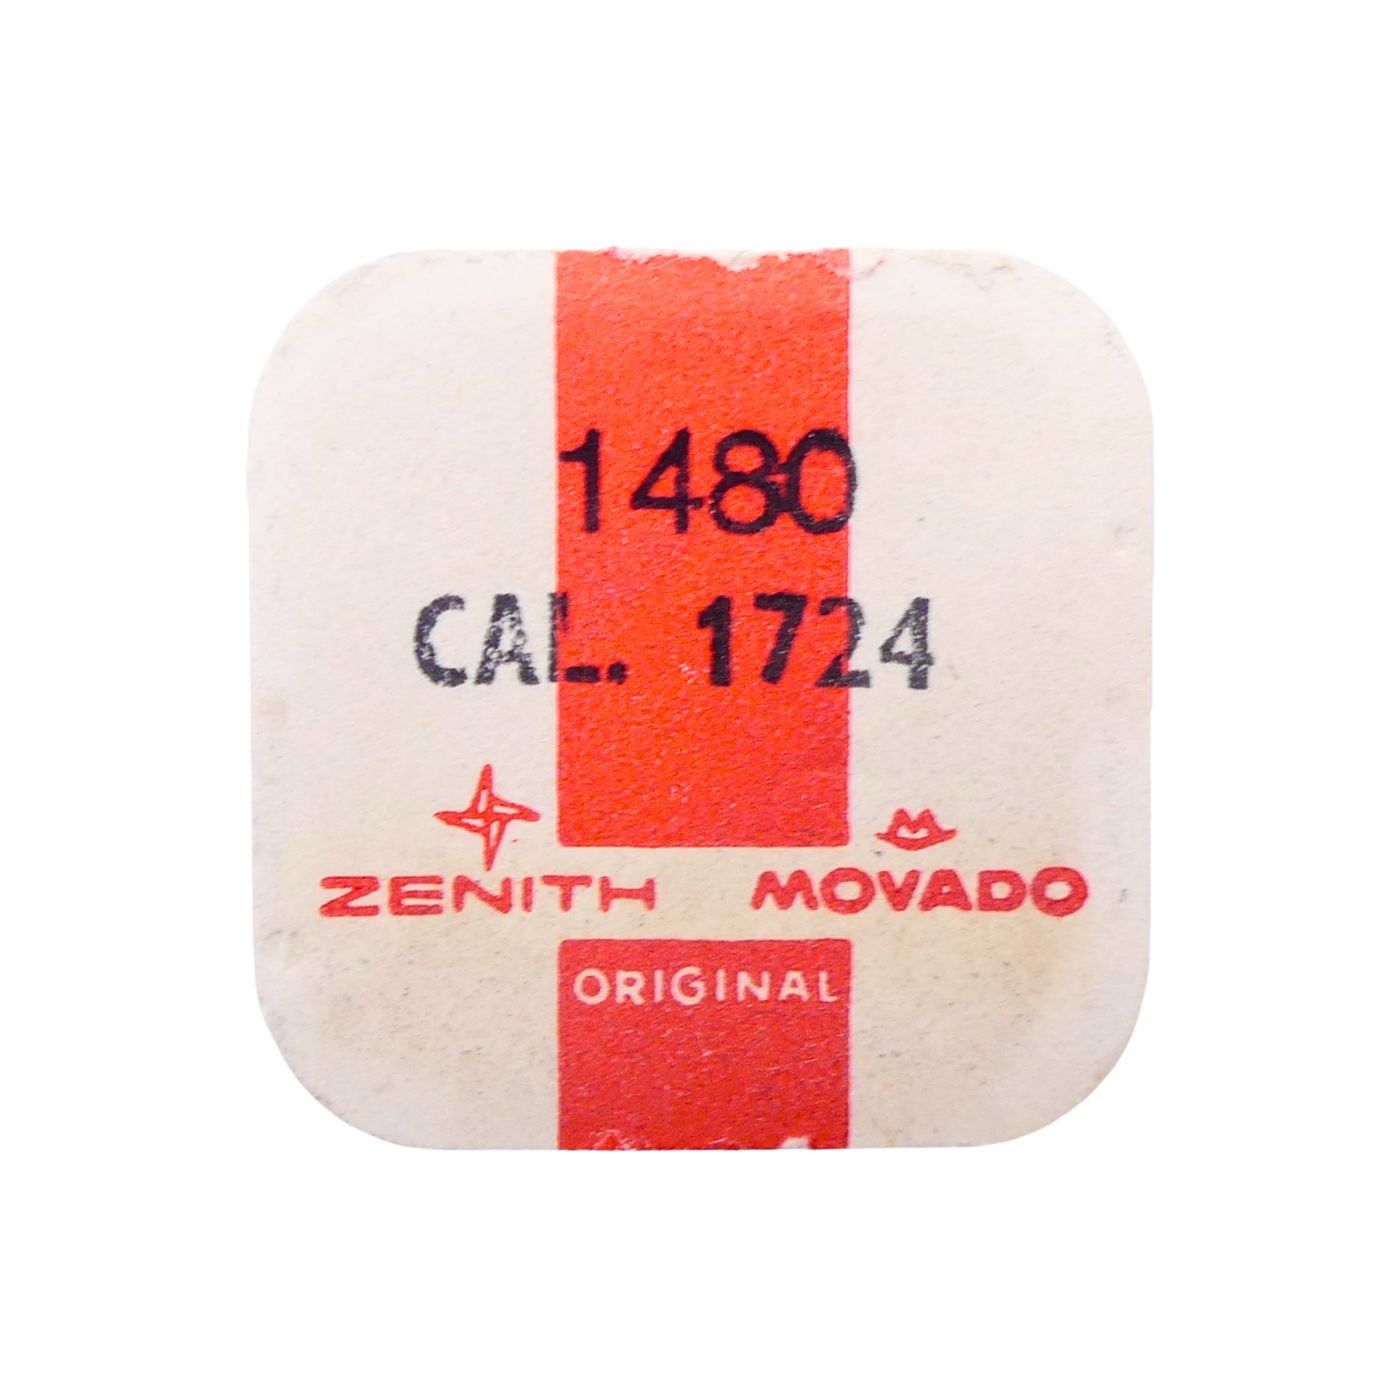 1480
CAL. 1724
ZENITH MOVADO
ORIGINAL